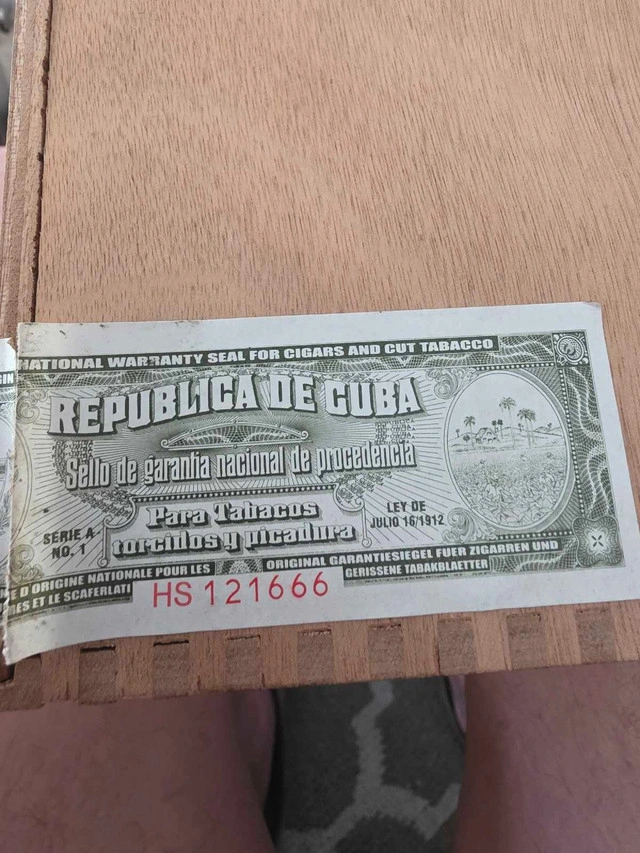 NATIONAL WARRANTY SEAL FOR CIGARS AND CUT TABACCO
REPUBLICA DE CUBA
Sello de garantia nacional de procedencia
Para Tabacos
torcidos y picadura
SERIE A
NO. 1
LEY DE
JULIO 16/1912
E D ORIGINE NATIONALE POUR LES
ES ET LE SCAFERLATI
ORIGINAL GARANTIESIEGEL FUER ZIGARREN UND
GERISSENE TABAKBLAETTER
HS 121666